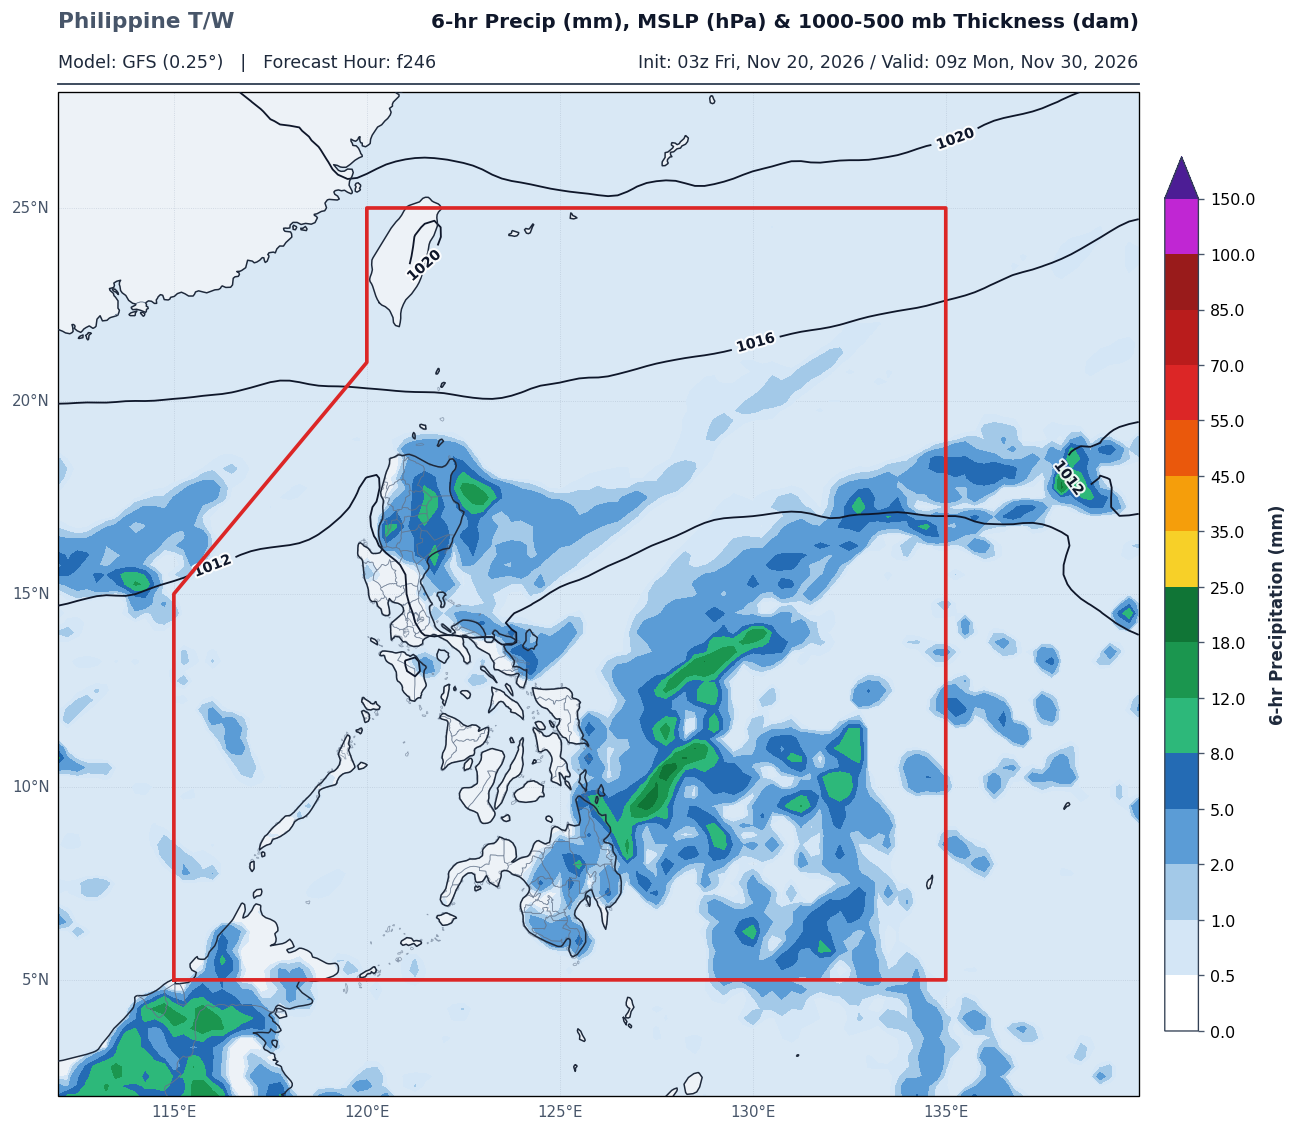 Philippine T/W
6-hr Precip (mm), MSLP (hPa) & 1000-500 mb Thickness (dam)
Model: GFS (0.25°) | Forecast Hour: f246
Init: 03z Fri, Nov 20, 2026 / Valid: 09z Mon, Nov 30, 2026
1020
1020
1016
1012
1012
25°N
20°N
15°N
10°N
5°N
115°E
120°E
125°E
130°E
135°E
150.0
100.0
85.0
70.0
55.0
45.0
35.0
25.0
18.0
12.0
8.0
5.0
2.0
1.0
0.5
0.0
6-hr Precipitation (mm)